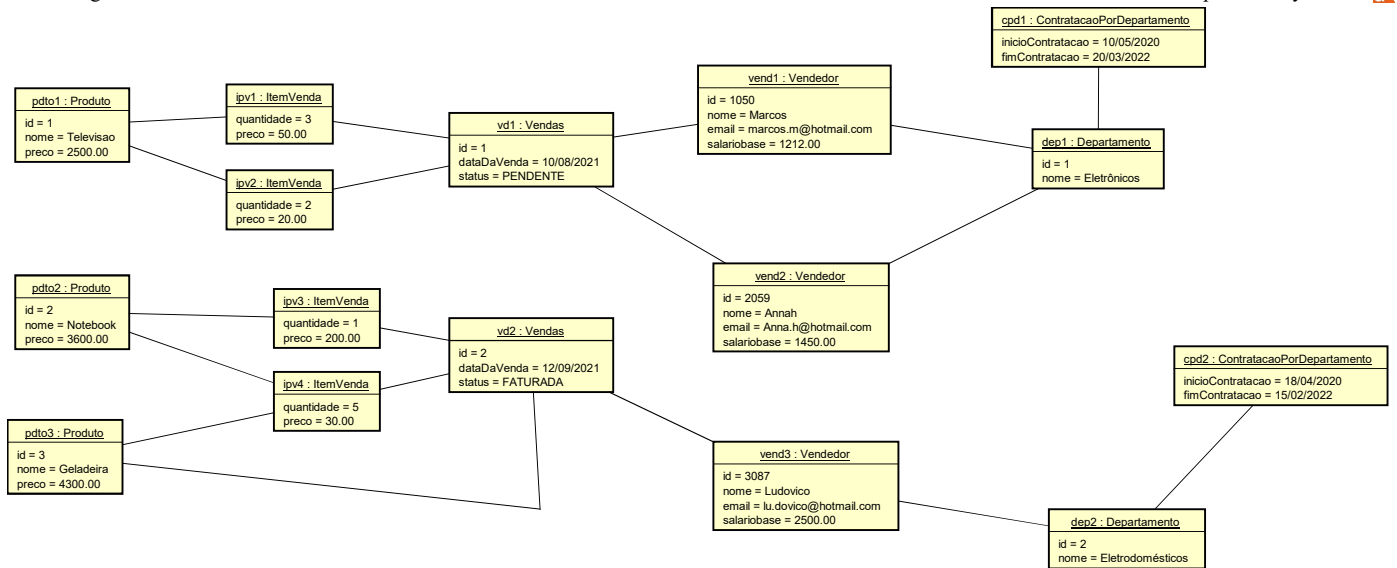 cpd1 : ContratacaoPorDepartamento
inicioContratacao = 10/05/2020
fimContratacao = 20/03/2022
pdto1 : Produto
id = 1
nome = Televisao
preco = 2500.00
ipv1 : ItemVenda
quantidade = 3
preco = 50.00
ipv2 : ItemVenda
quantidade = 2
preco = 20.00
vd1 : Vendas
id = 1
dataDaVenda = 10/08/2021
status = PENDENTE
vend1 : Vendedor
id = 1050
nome = Marcos
email = marcos.m@hotmail.com
salariobase = 1212.00
dep1 : Departamento
id = 1
nome = Eletrônicos
vend2 : Vendedor
id = 2059
nome = Annah
email = Anna.h@hotmail.com
salariobase = 1450.00
pdto2 : Produto
id = 2
nome = Notebook
preco = 3600.00
ipv3 : ItemVenda
quantidade = 1
preco = 200.00
ipv4 : ItemVenda
quantidade = 5
preco = 30.00
vd2 : Vendas
id = 2
dataDaVenda = 12/09/2021
status = FATURADA
cpd2 : ContratacaoPorDepartamento
inicioContratacao = 18/04/2020
fimContratacao = 15/02/2022
pdto3 : Produto
id = 3
nome = Geladeira
preco = 4300.00
vend3 : Vendedor
id = 3087
nome = Ludovico
email = lu.dovico@hotmail.com
salariobase = 2500.00
dep2 : Departamento
id = 2
nome = Eletrodomésticos